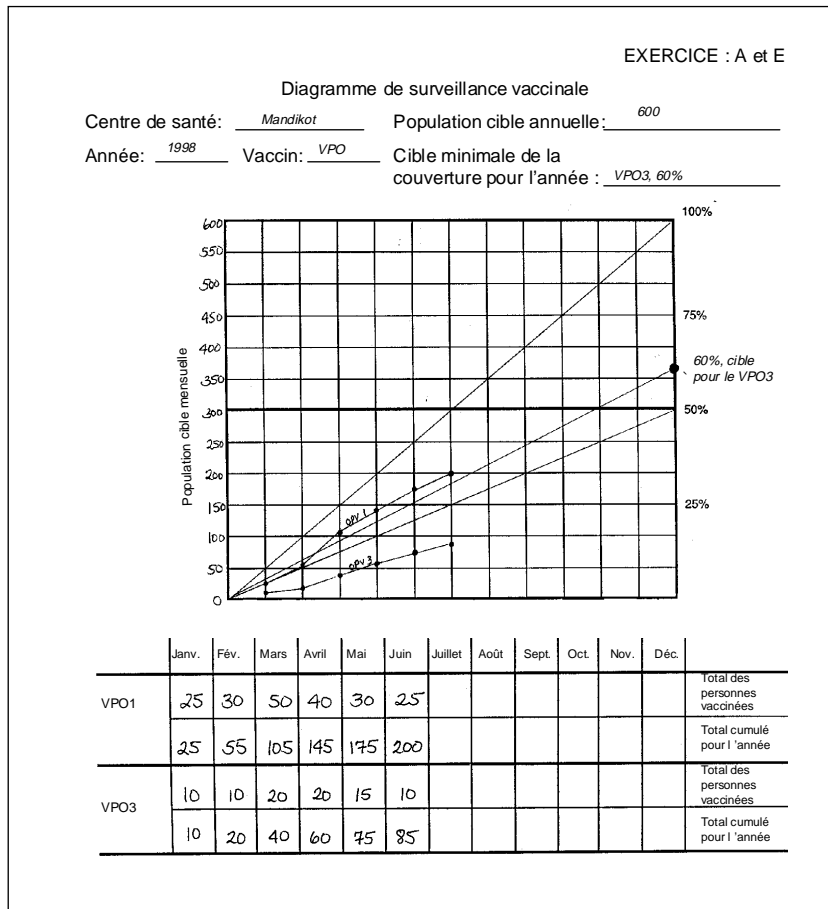 EXERCICE : A et E
Diagramme de surveillance vaccinale
Centre de santé: Mandikot Population cible annuelle: 600
Année: 1998 Vaccin: VPO Cible minimale de la
couverture pour l'année : VPO3, 60%
100%
75%
60%, cible
pour le VPO3
50%
25%
Population cible mensuelle
600
550
500
450
400
350
300
250
200
150
100
50
0
OPV 1
OPV 3
Janv. Fév. Mars Avril Mai Juin Juillet Août Sept. Oct. Nov. Déc.
VPO1 25 30 50 40 30 25 Total des
personnes
vaccinées
25 55 105 145 175 200 Total cumulé
pour l 'année
VPO3 10 10 20 20 15 10 Total des
personnes
vaccinées
10 20 40 60 75 85 Total cumulé
pour l 'année